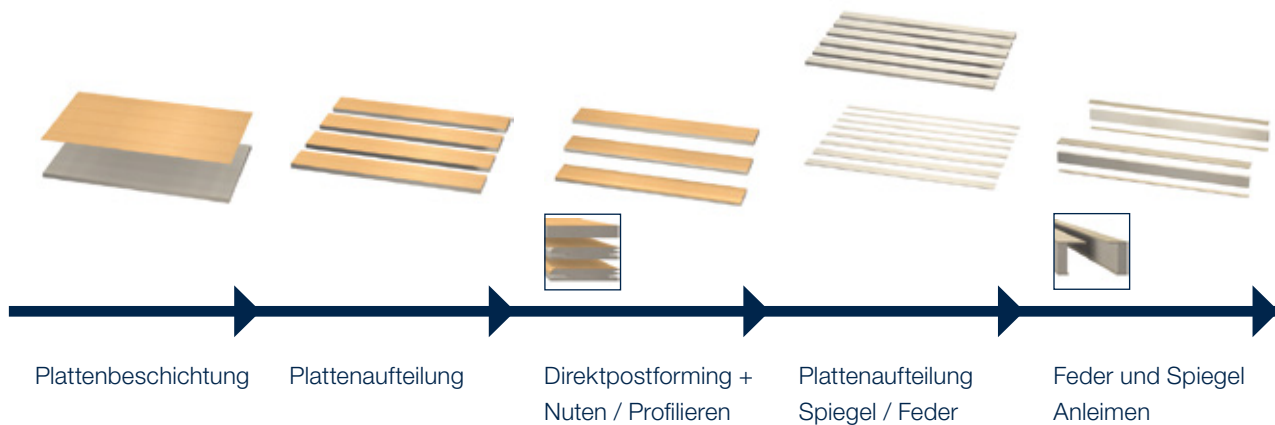 Plattenbeschichtung
Plattenaufteilung
Direktpostforming +
Nuten / Profilieren
Plattenaufteilung
Spiegel / Feder
Feder und Spiegel
Anleimen